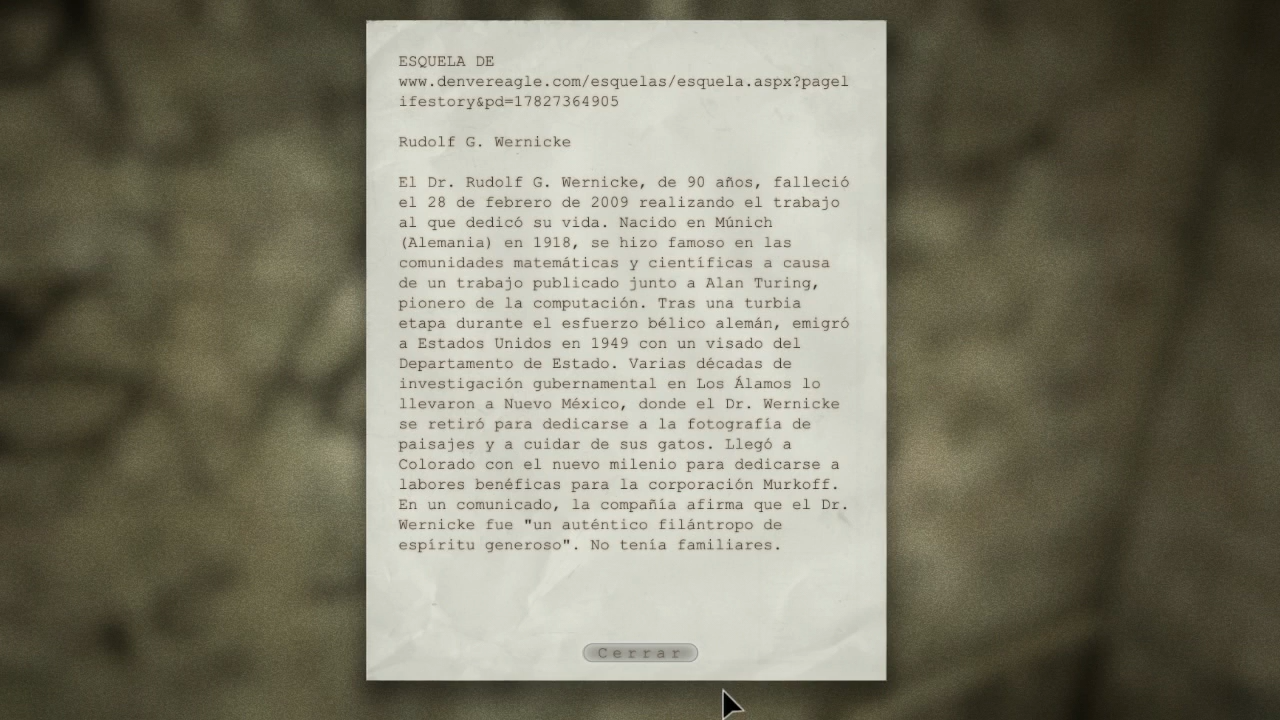 ESQUELA DE
www.denvereagle.com/esquelas/esquela.aspx?pagel
ifestory&pd=17827364905
Rudolf G. Wernicke
El Dr. Rudolf G. Wernicke, de 90 años, falleció
el 28 de febrero de 2009 realizando el trabajo
al que dedicó su vida. Nacido en Múnich
(Alemania) en 1918, se hizo famoso en las
comunidades matemáticas y científicas a causa
de un trabajo publicado junto a Alan Turing,
pionero de la computación. Tras una turbia
etapa durante el esfuerzo bélico alemán, emigró
a Estados Unidos en 1949 con un visado del
Departamento de Estado. Varias décadas de
investigación gubernamental en Los Álamos lo
llevaron a Nuevo México, donde el Dr. Wernicke
se retiró para dedicarse a la fotografía de
paisajes y a cuidar de sus gatos. Llegó a
Colorado con el nuevo milenio para dedicarse a
labores benéficas para la corporación Murkoff.
En un comunicado, la compañía afirma que el Dr.
Wernicke fue "un auténtico filántropo de
espíritu generoso". No tenía familiares.
Cerrar